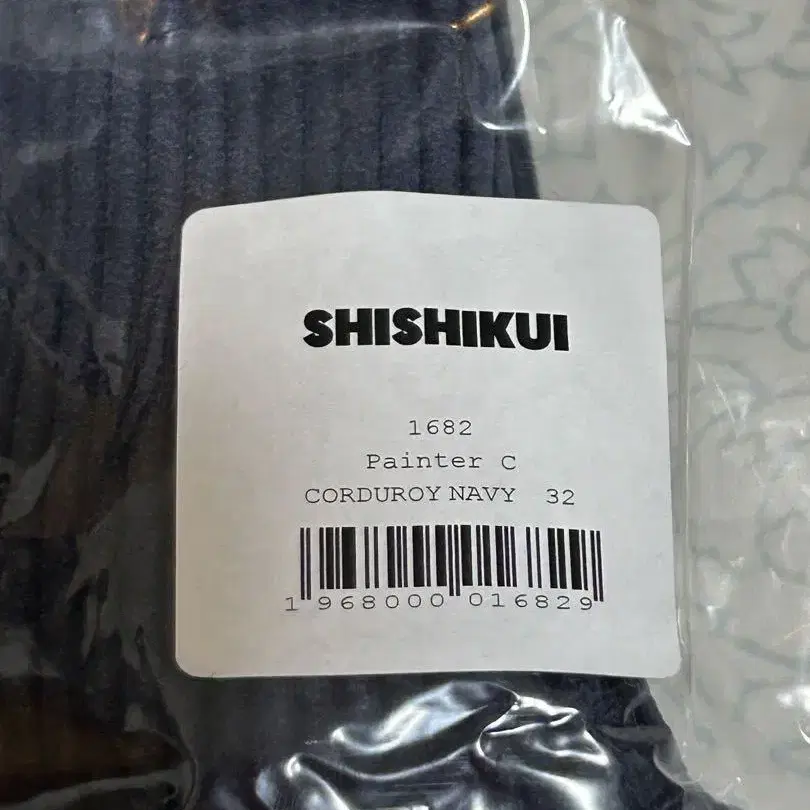 SHISHIKUI
1682
Painter C
CORDUROY NAVY 32
1 968000 016829